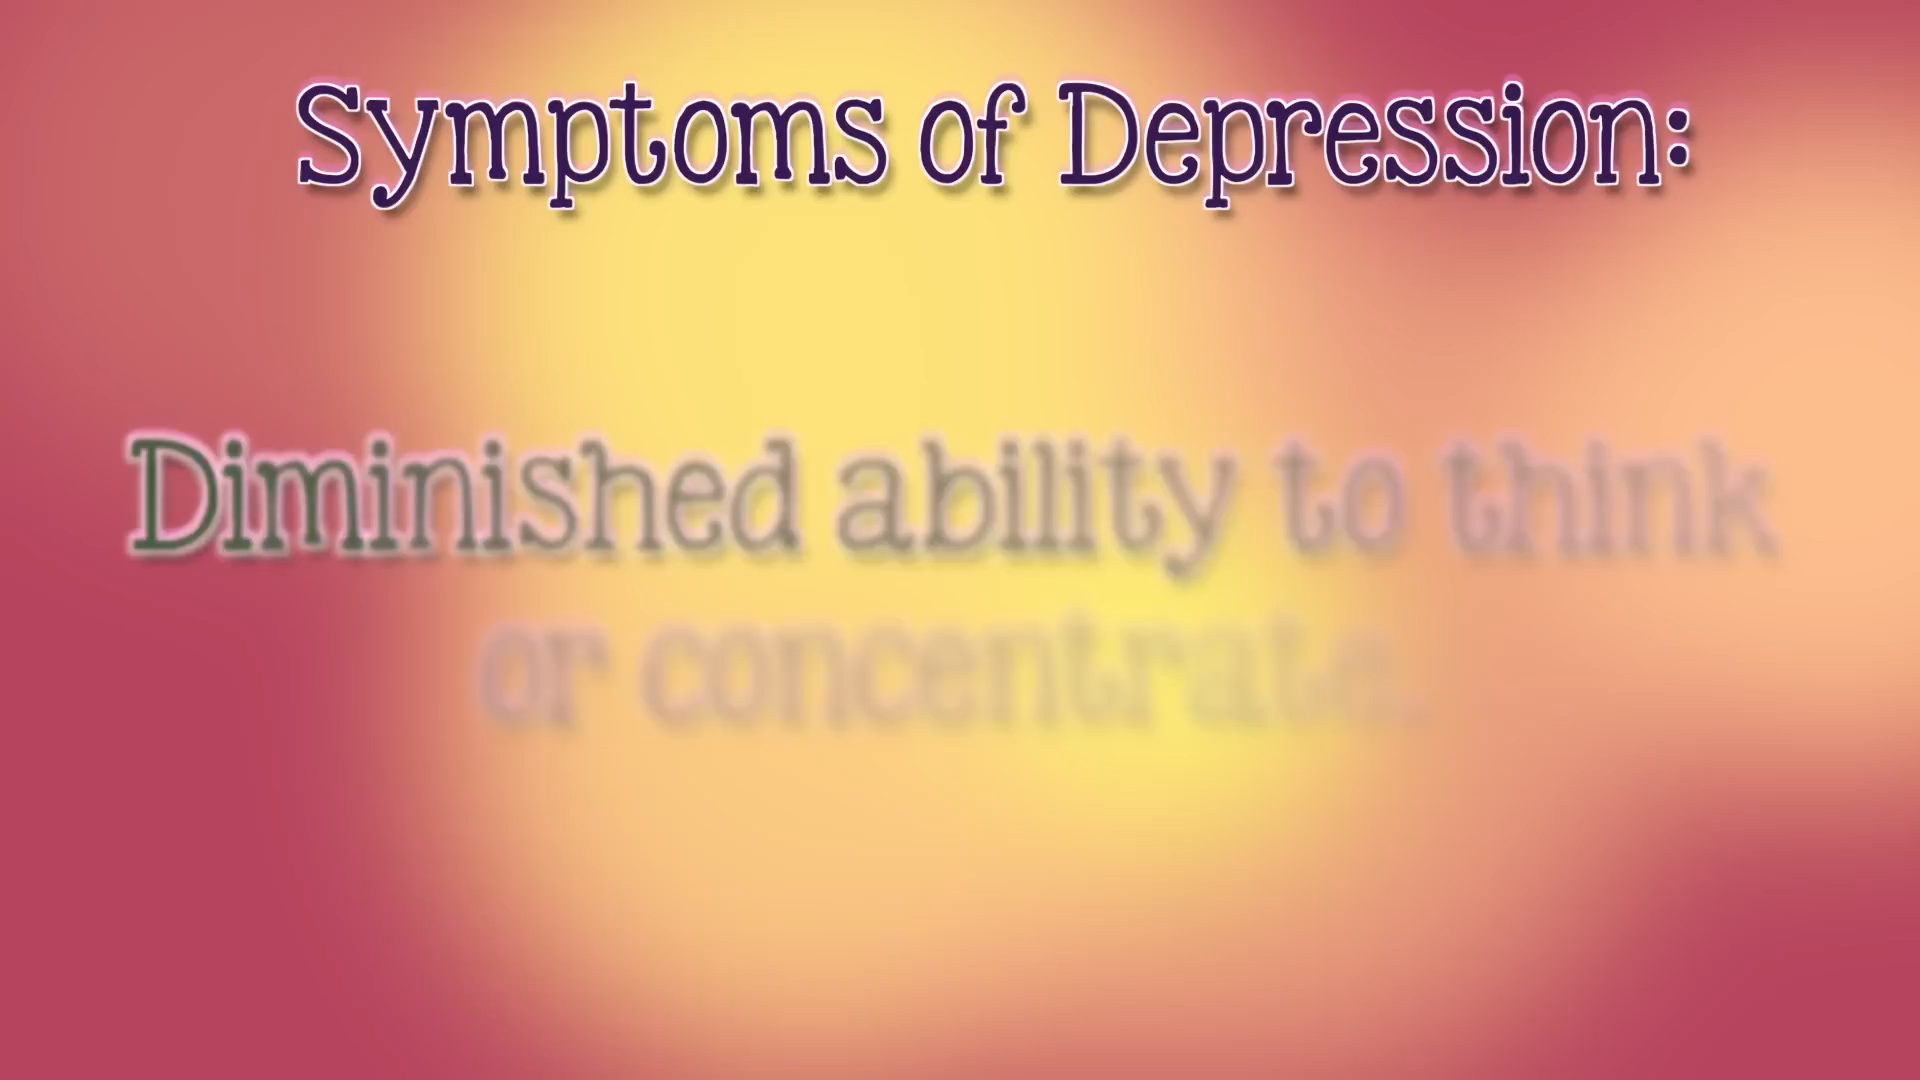 Symptoms of Depression:
Diminished ability to think
or concentrate.